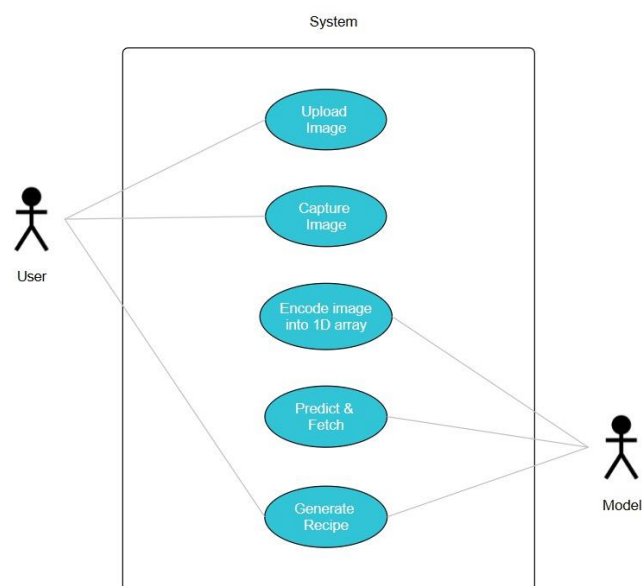 System
Upload
Image
Capture
Image
User
Encode image
into 1D array
Predict &
Fetch
Model
Generate
Recipe